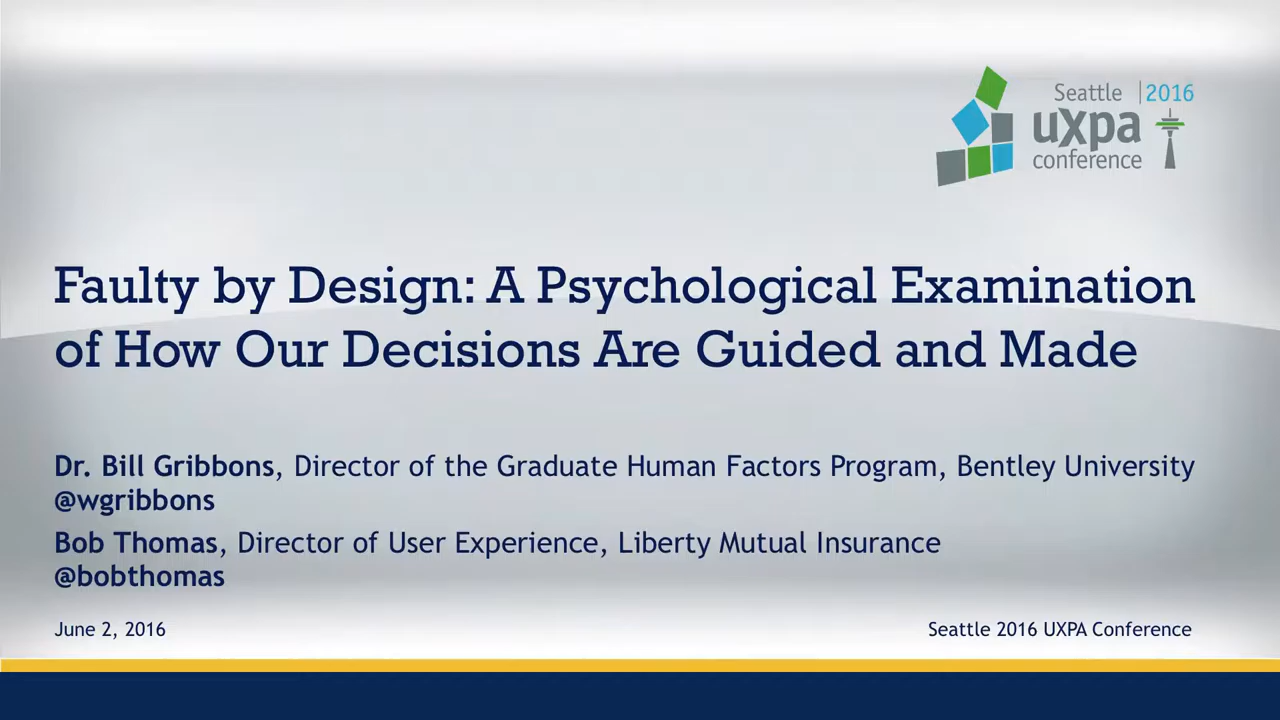 Seattle | 2016
uxpa
conference
Faulty by Design: A Psychological Examination
of How Our Decisions Are Guided and Made
Dr. Bill Gribbons, Director of the Graduate Human Factors Program, Bentley University
@wgribbons
Bob Thomas, Director of User Experience, Liberty Mutual Insurance
@bobthomas
June 2, 2016
Seattle 2016 UXPA Conference